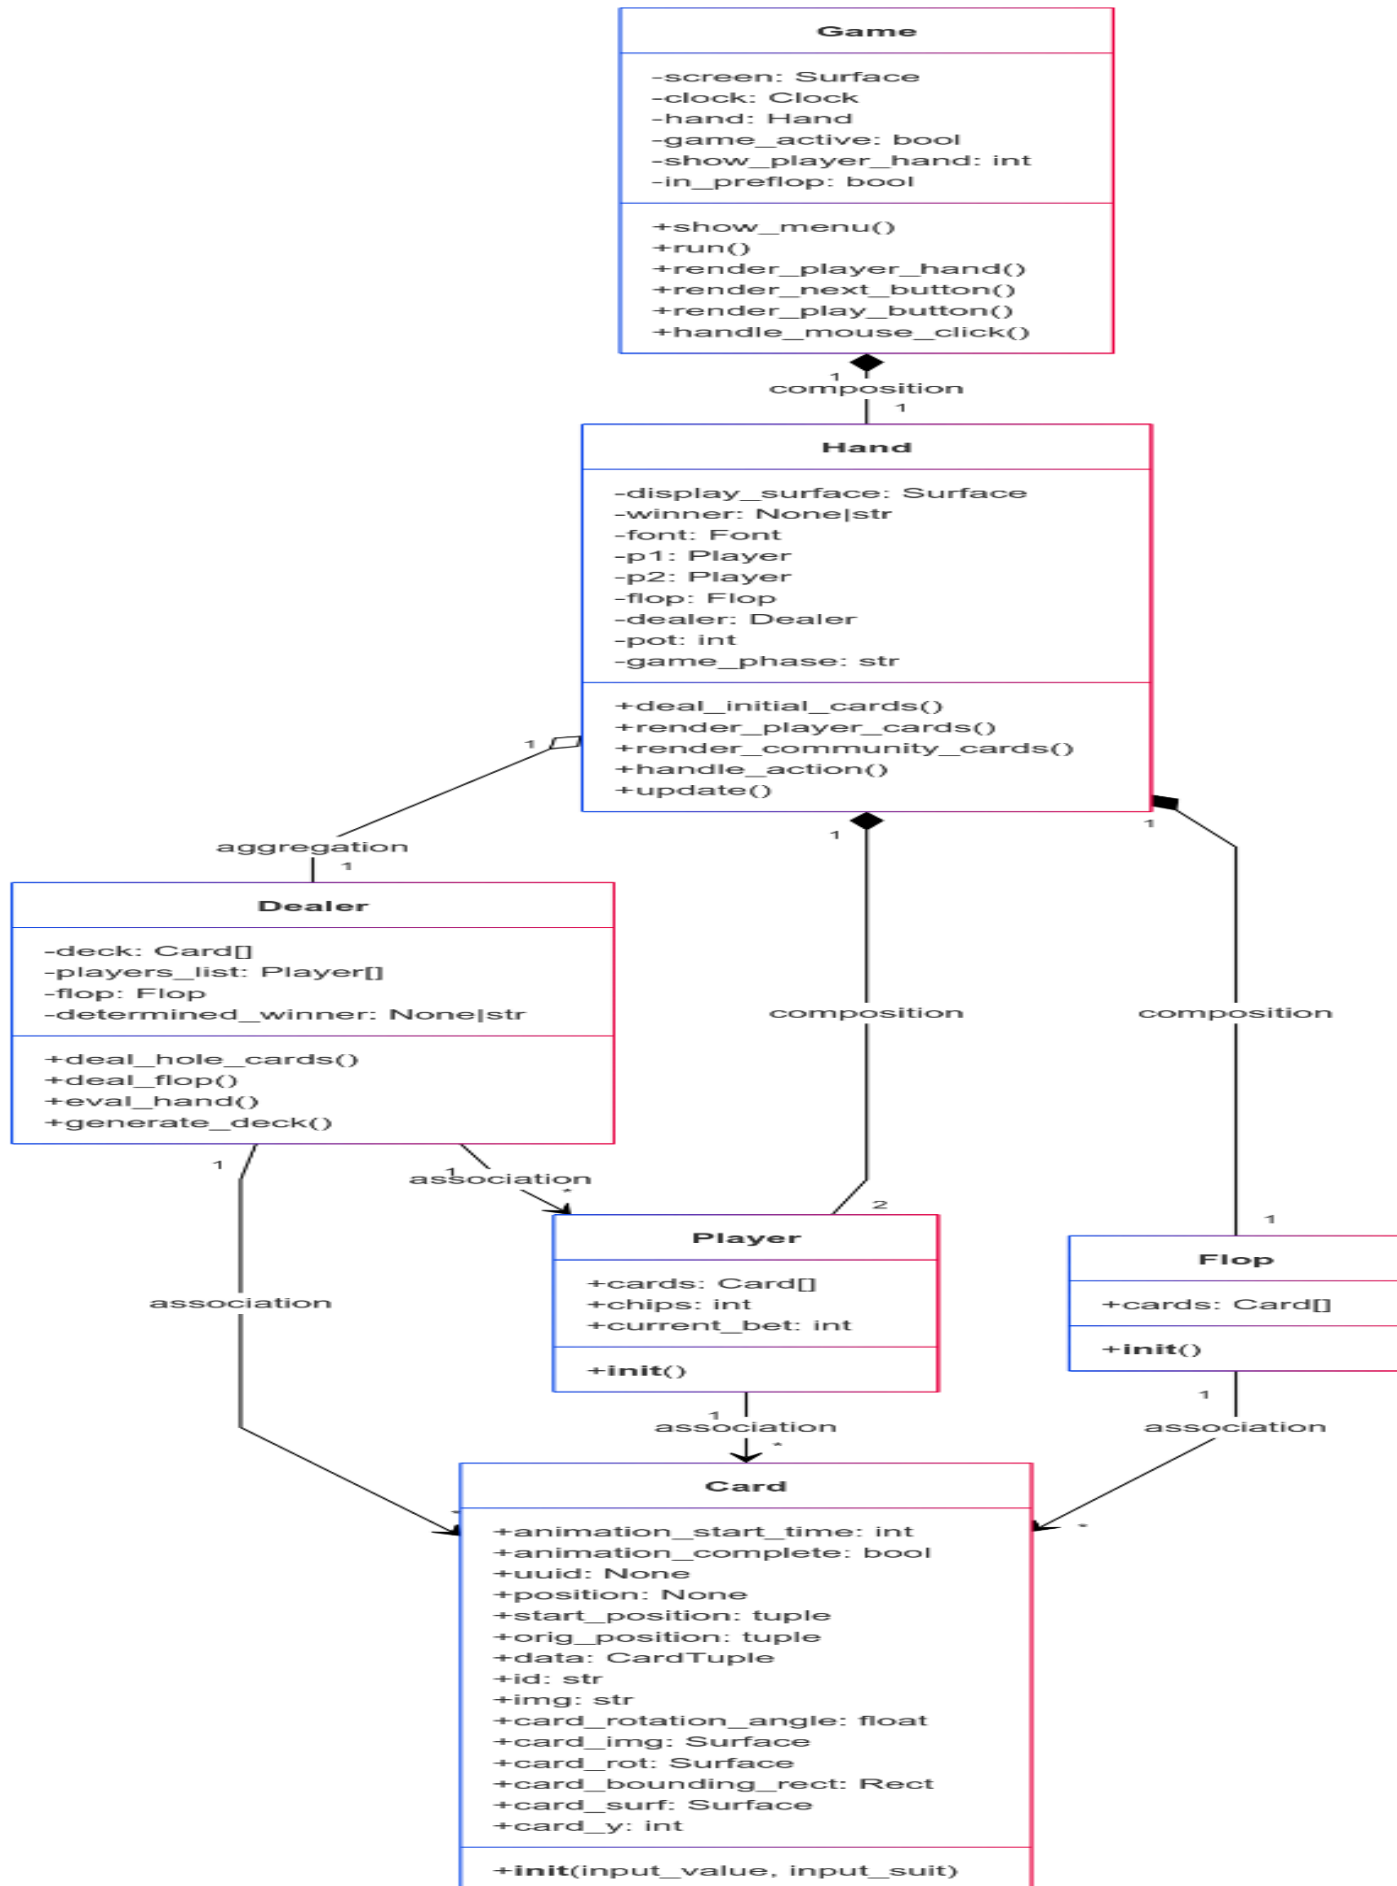 Game
-screen: Surface
-clock: Clock
-hand: Hand
-game_active: bool
-show_player_hand: int
-in_preflop: bool
+show_menu()
+run()
+render_player_hand()
+render_next_button()
+render_play_button()
+handle_mouse_click()
1
composition
1
Hand
-display_surface: Surface
-winner: None|str
-font: Font
-p1: Player
-p2: Player
-flop: Flop
-dealer: Dealer
-pot: int
-game_phase: str
+deal_initial_cards()
+render_player_cards()
+render_community_cards()
+handle_action()
+update()
1
1
1
aggregation
1
Dealer
-deck: Card[]
-players_list: Player[]
-flop: Flop
-determined_winner: None|str
+deal_hole_cards()
+deal_flop()
+eval_hand()
+generate_deck()
composition
composition
1
1
association
*
2
1
Player
+cards: Card[]
+chips: int
+current_bet: int
+init()
Flop
+cards: Card[]
+init()
association
1
association
*
1
association
*
*
Card
+animation_start_time: int
+animation_complete: bool
+uuid: None
+position: None
+start_position: tuple
+orig_position: tuple
+data: CardTuple
+id: str
+img: str
+card_rotation_angle: float
+card_img: Surface
+card_rot: Surface
+card_bounding_rect: Rect
+card_surf: Surface
+card_y: int
+init(input_value, input_suit)